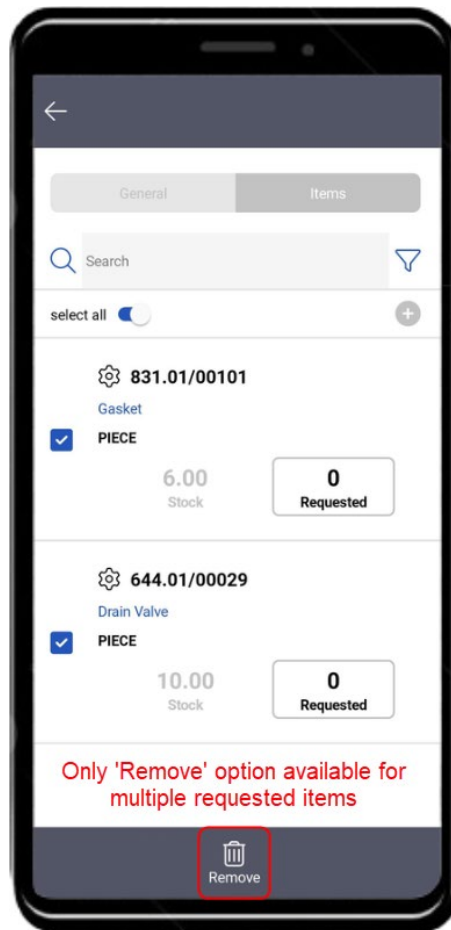 General Items
Search
select all
831.01/00101
Gasket
PIECE
6.00 0
Stock Requested
644.01/00029
Drain Valve
PIECE
10.00 0
Stock Requested
Only 'Remove' option available for
multiple requested items
Remove